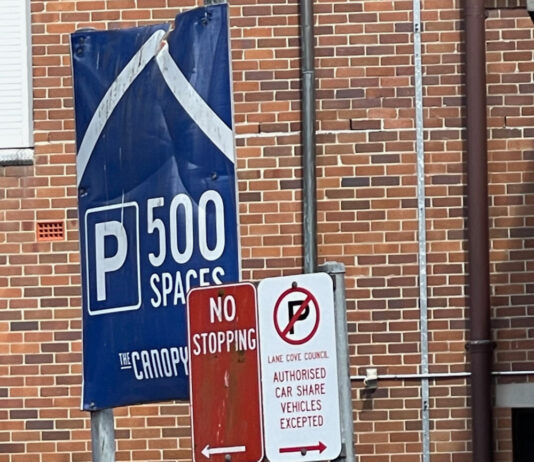 P
500
SPACES
THE CANOPY
NO
STOPPING
P
LANE COVE COUNCIL
AUTHORISED
CAR SHARE
VEHICLES
EXCEPTED